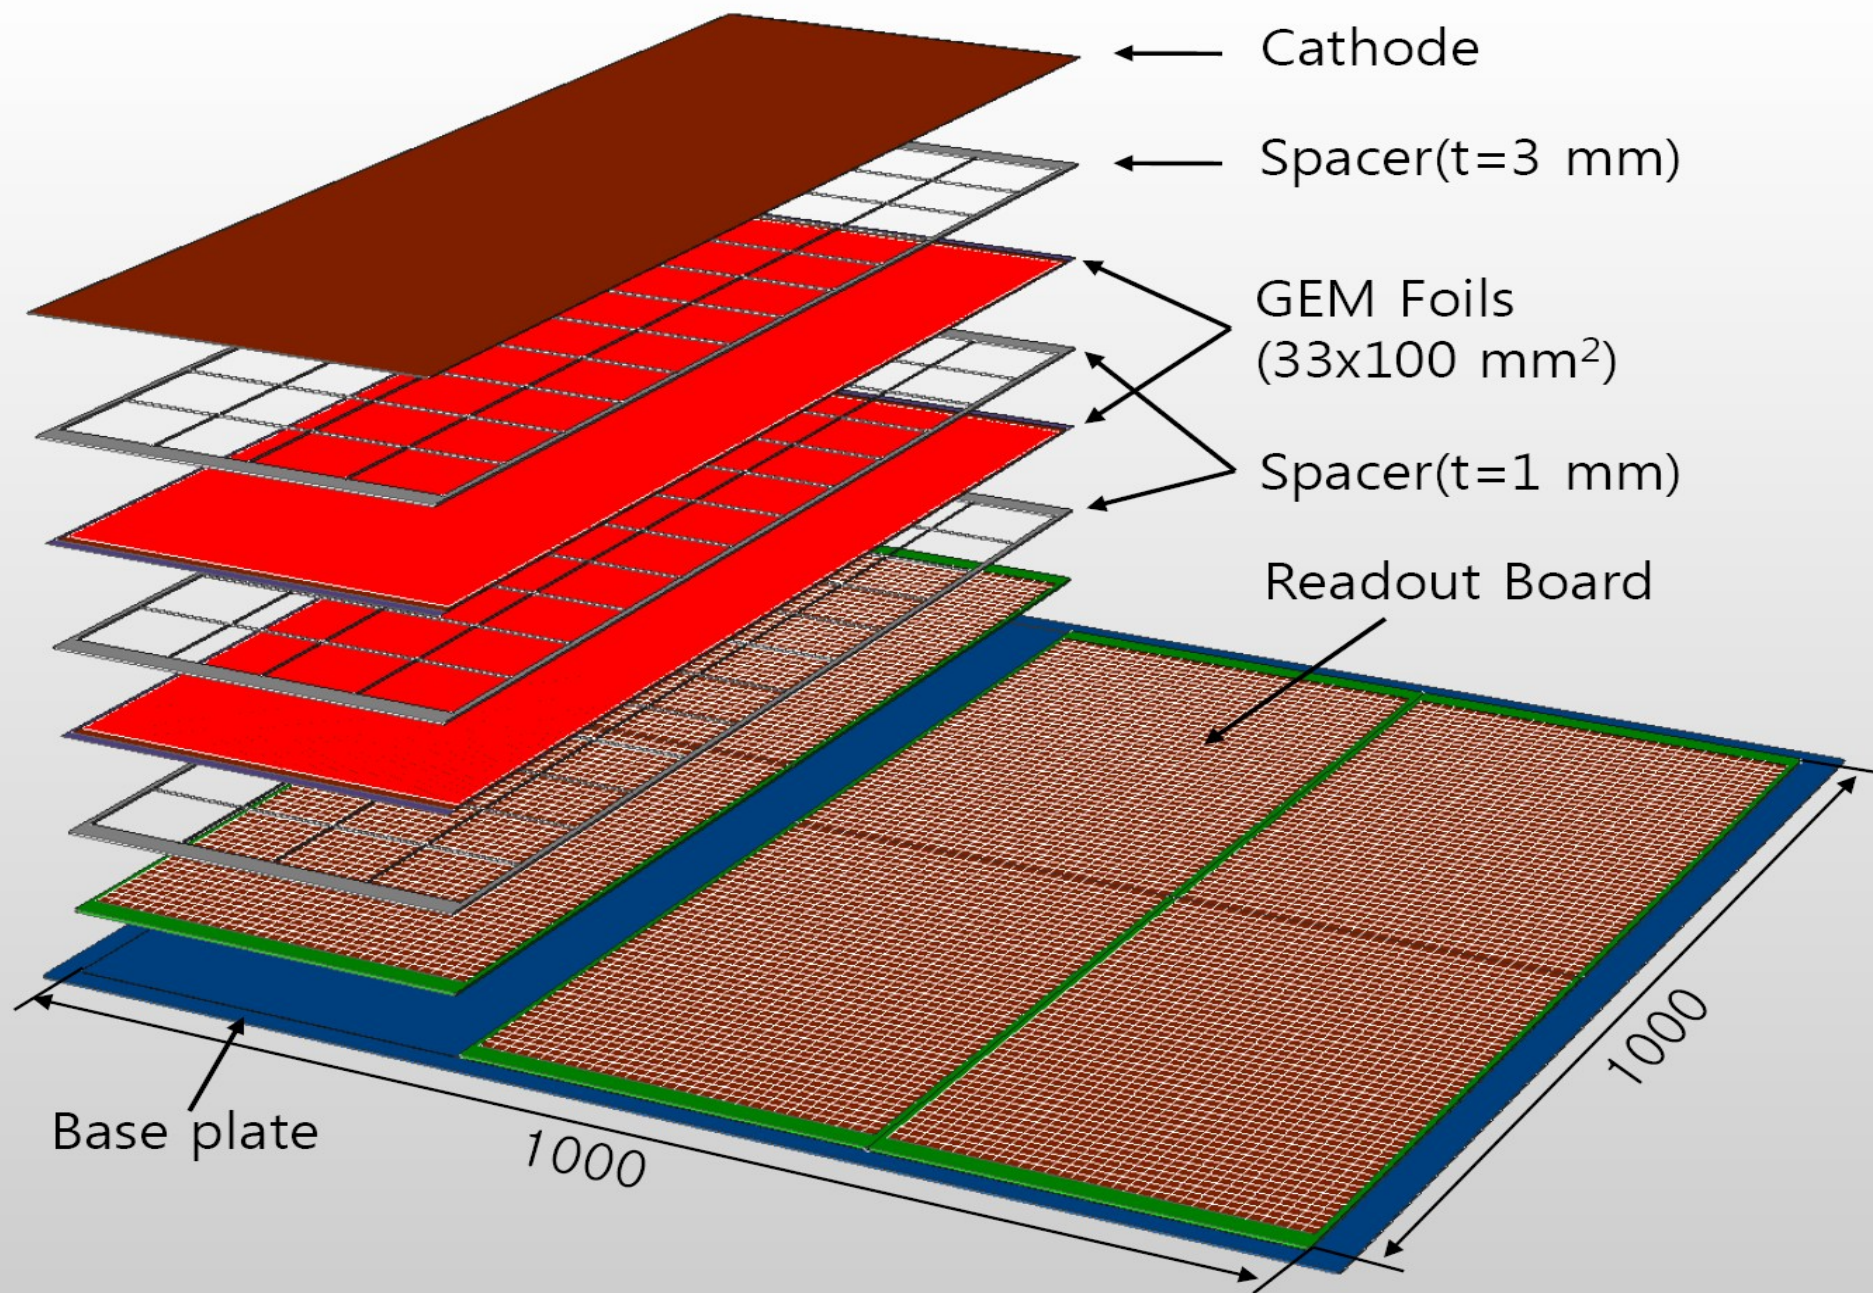 Cathode
Spacer(t=3 mm)
GEM Foils
(33x100 mm²)
Spacer(t=1 mm)
Readout Board
Base plate
1000
1000